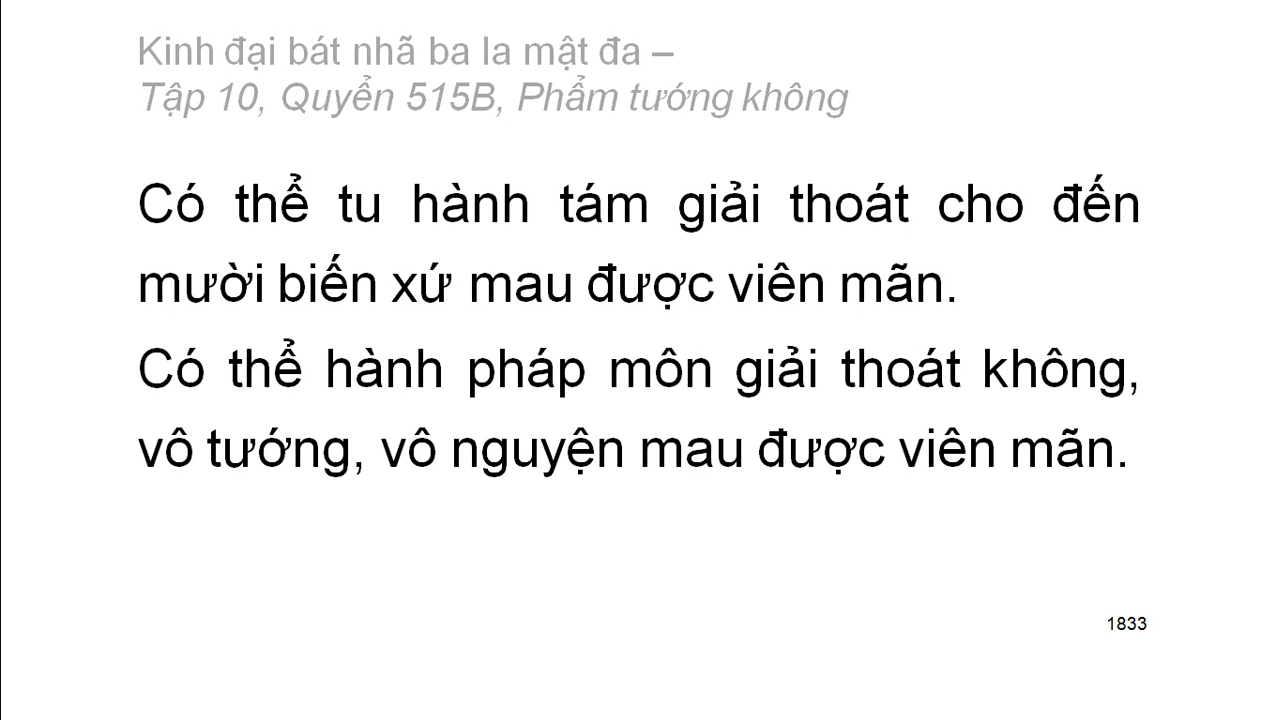 Kinh đại bát nhã ba la mật đa –
Tập 10, Quyển 515B, Phẩm tướng không
Có thể tu hành tám giải thoát cho đến
mười biến xứ mau được viên mãn.
Có thể hành pháp môn giải thoát không,
vô tướng, vô nguyện mau được viên mãn.
1833